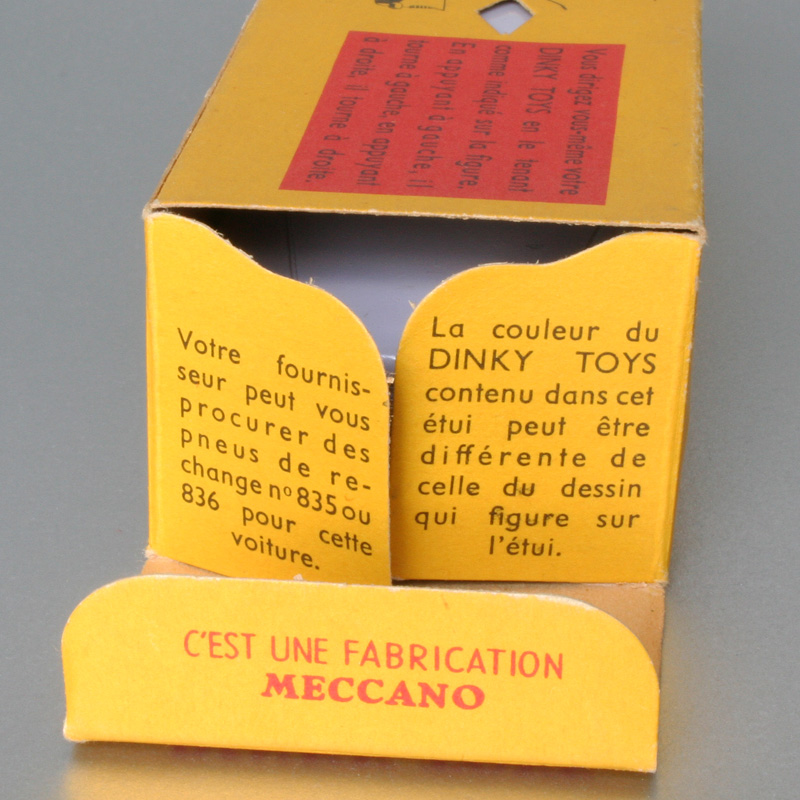 Vous dirigez vous-même votre
DINKY TOYS en le tenant
comme indiqué sur la figure.
En appuyant à gauche, il
tourne à gauche, en appuyant
à droite, il tourne à droite.
Votre fournis-
seur peut vous
procurer des
pneus de re-
change nº 835 ou
836 pour cette
voiture.
La couleur du
DINKY TOYS
contenu dans cet
étui peut être
différente de
celle du dessin
qui figure sur
l'étui.
C'EST UNE FABRICATION
MECCANO